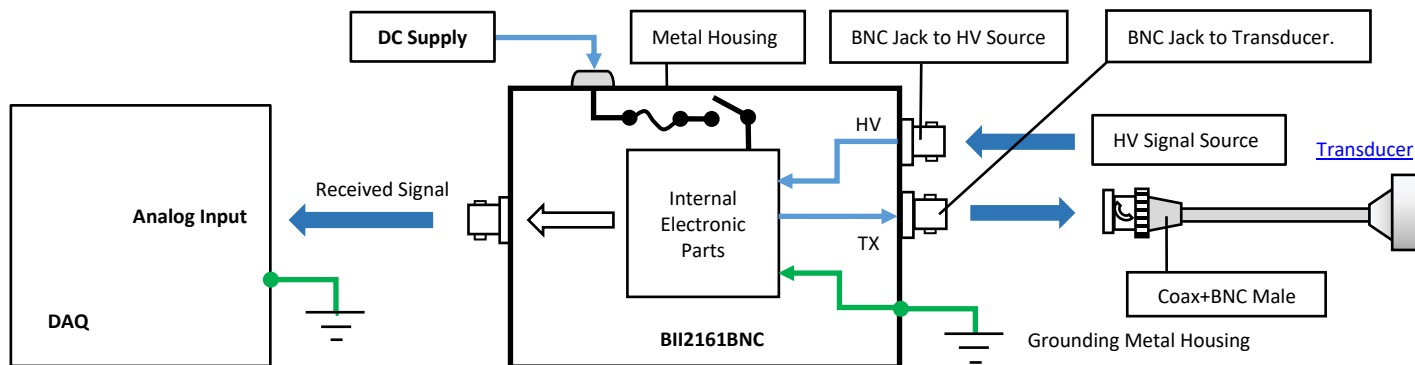 DC Supply
Metal Housing
BNC Jack to HV Source
BNC Jack to Transducer.
HV
HV Signal Source
Transducer
Received Signal
Analog Input
Internal
Electronic
Parts
TX
Coax+BNC Male
DAQ
BII2161BNC
Grounding Metal Housing